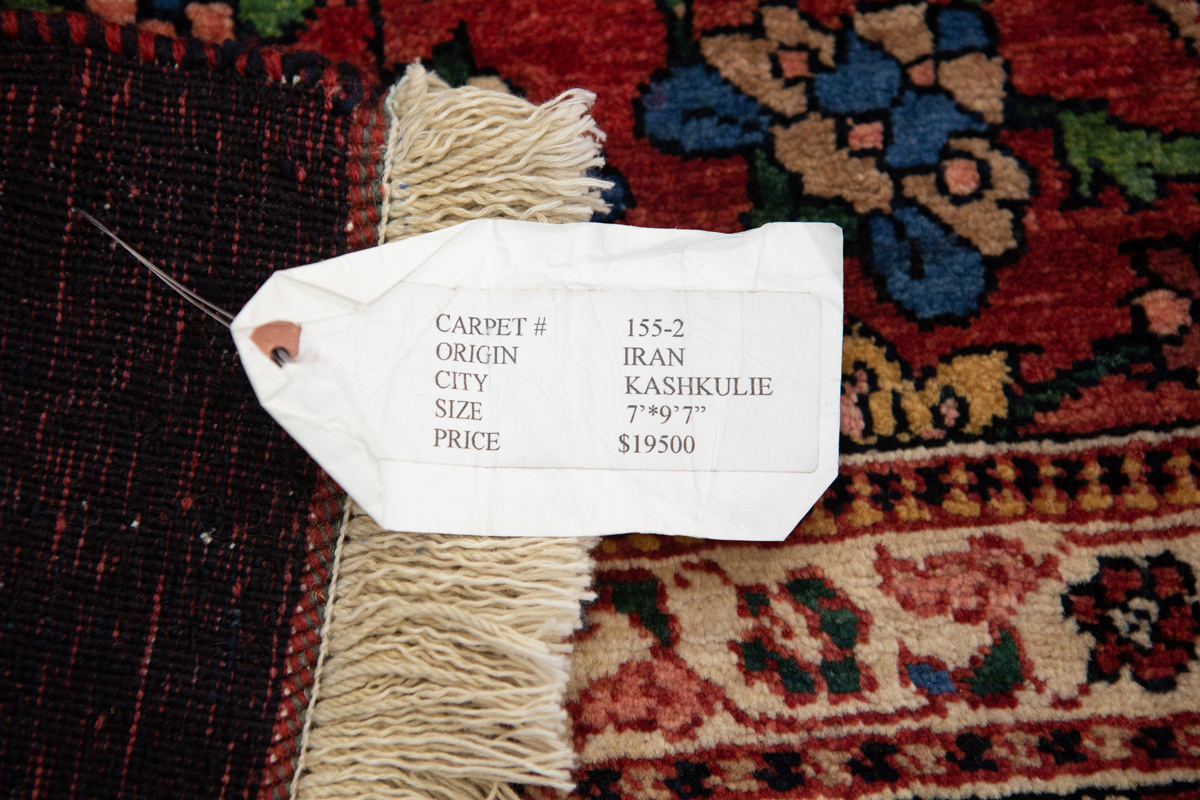 CARPET # 155-2
ORIGIN IRAN
CITY KASHKULIE
SIZE 7'*9'7"
PRICE $19500